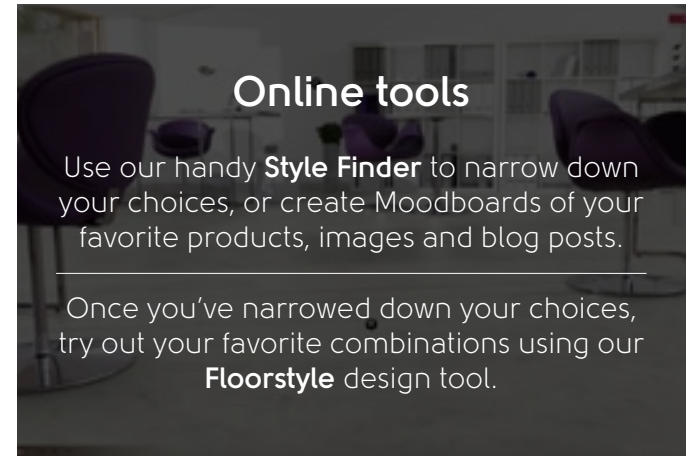 Online tools
Use our handy Style Finder to narrow down
your choices, or create Moodboards of your
favorite products, images and blog posts.
Once you've narrowed down your choices,
try out your favorite combinations using our
Floorstyle design tool.